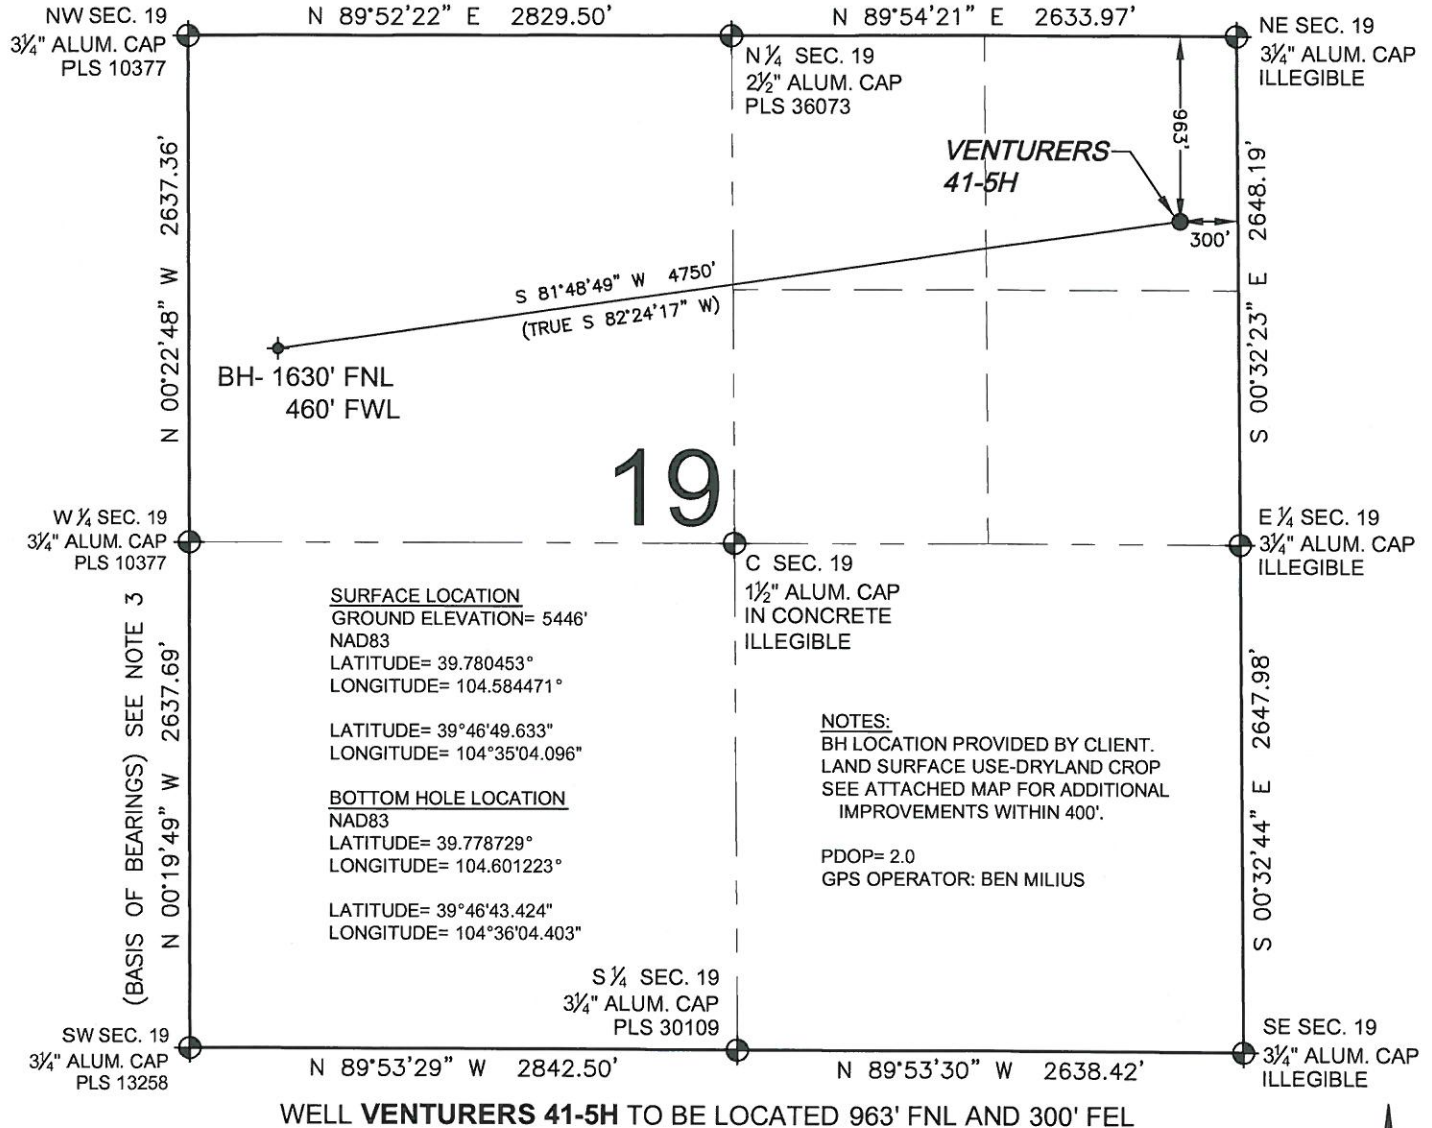 NW SEC. 19
3¼" ALUM. CAP
PLS 10377
N 89°52'22" E 2829.50'
N 89°54'21" E 2633.97'
NE SEC. 19
3¼" ALUM. CAP
ILLEGIBLE
N ¼ SEC. 19
2½" ALUM. CAP
PLS 36073
963'
VENTURERS
41-5H
300'
N 00°22'48" W 2637.36'
S 00°32'23" E 2648.19'
S 81°48'49" W 4750'
(TRUE S 82°24'17" W)
BH- 1630' FNL
460' FWL
19
W ¼ SEC. 19
3¼" ALUM. CAP
PLS 10377
C SEC. 19
1½" ALUM. CAP
IN CONCRETE
ILLEGIBLE
E ¼ SEC. 19
3¼" ALUM. CAP
ILLEGIBLE
(BASIS OF BEARINGS) SEE NOTE 3
N 00°19'49" W 2637.69'
SURFACE LOCATION
GROUND ELEVATION= 5446'
NAD83
LATITUDE= 39.780453°
LONGITUDE= 104.584471°
LATITUDE= 39°46'49.633"
LONGITUDE= 104°35'04.096"
BOTTOM HOLE LOCATION
NAD83
LATITUDE= 39.778729°
LONGITUDE= 104.601223°
LATITUDE= 39°46'43.424"
LONGITUDE= 104°36'04.403"
NOTES:
BH LOCATION PROVIDED BY CLIENT.
LAND SURFACE USE-DRYLAND CROP
SEE ATTACHED MAP FOR ADDITIONAL
IMPROVEMENTS WITHIN 400'.
PDOP= 2.0
GPS OPERATOR: BEN MILIUS
S 00°32'44" E 2647.98'
SW SEC. 19
3¼" ALUM. CAP
PLS 13258
S ¼ SEC. 19
3¼" ALUM. CAP
PLS 30109
SE SEC. 19
3¼" ALUM. CAP
ILLEGIBLE
N 89°53'29" W 2842.50'
N 89°53'30" W 2638.42'
WELL VENTURERS 41-5H TO BE LOCATED 963' FNL AND 300' FEL